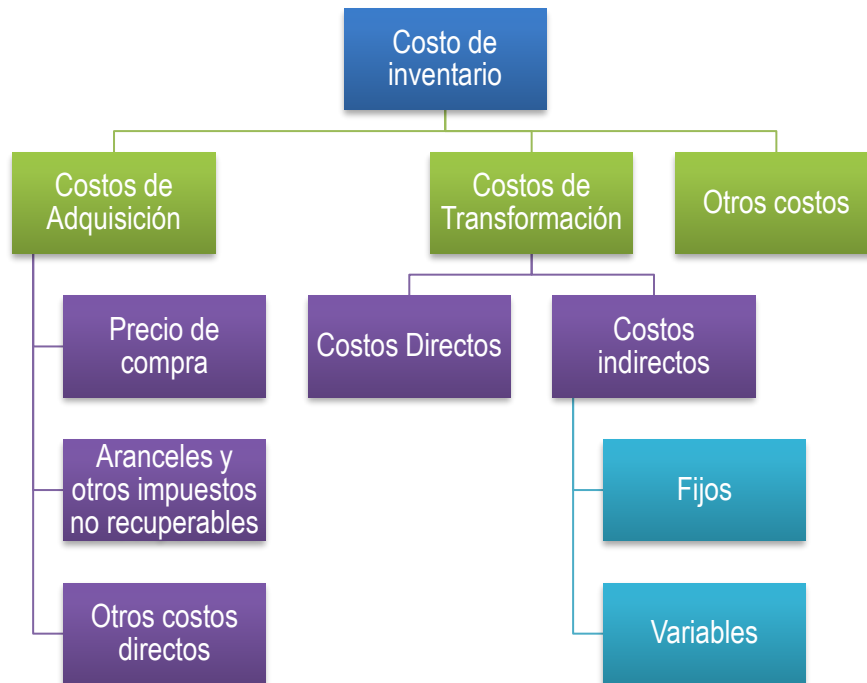 Costo de
inventario
Costos de
Adquisición
Costos de
Transformación
Otros costos
Precio de
compra
Costos Directos
Costos
indirectos
Aranceles y
otros impuestos
no recuperables
Fijos
Otros costos
directos
Variables